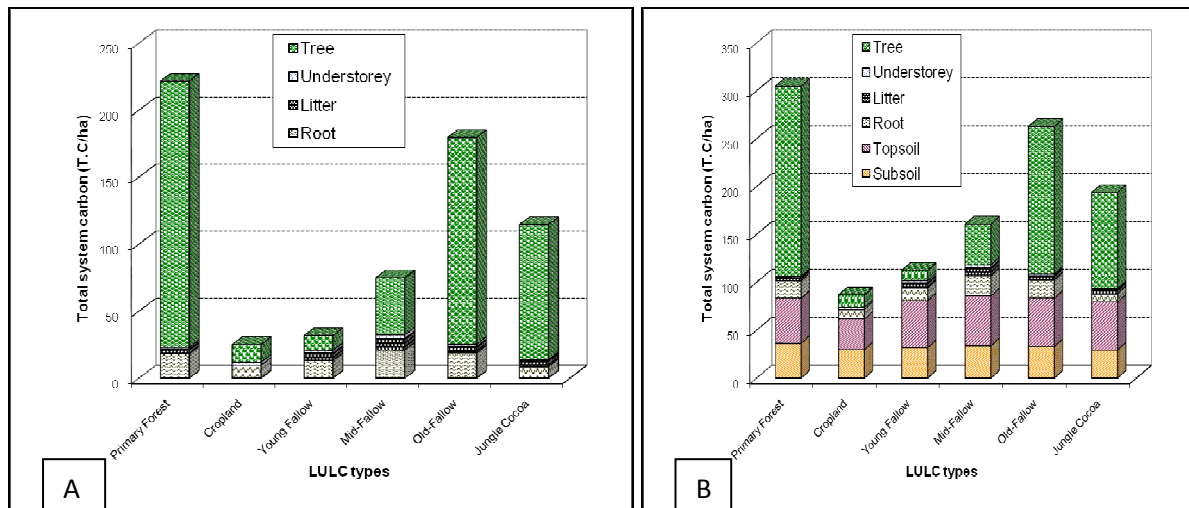 250
200
150
100
50
0
Total system carbon (T.C/ha)
Tree
Understorey
Litter
Root
Primary Forest
Cropland
Young Fallow
Mid-Fallow
Old-Fallow
Jungle Cocoa
LULC types
A
350
300
250
200
150
100
50
0
Total system carbon (T.C/ha)
Tree
Understorey
Litter
Root
Topsoil
Subsoil
Primary Forest
Cropland
Young Fallow
Mid-Fallow
Old-Fallow
Jungle Cocoa
LULC types
B